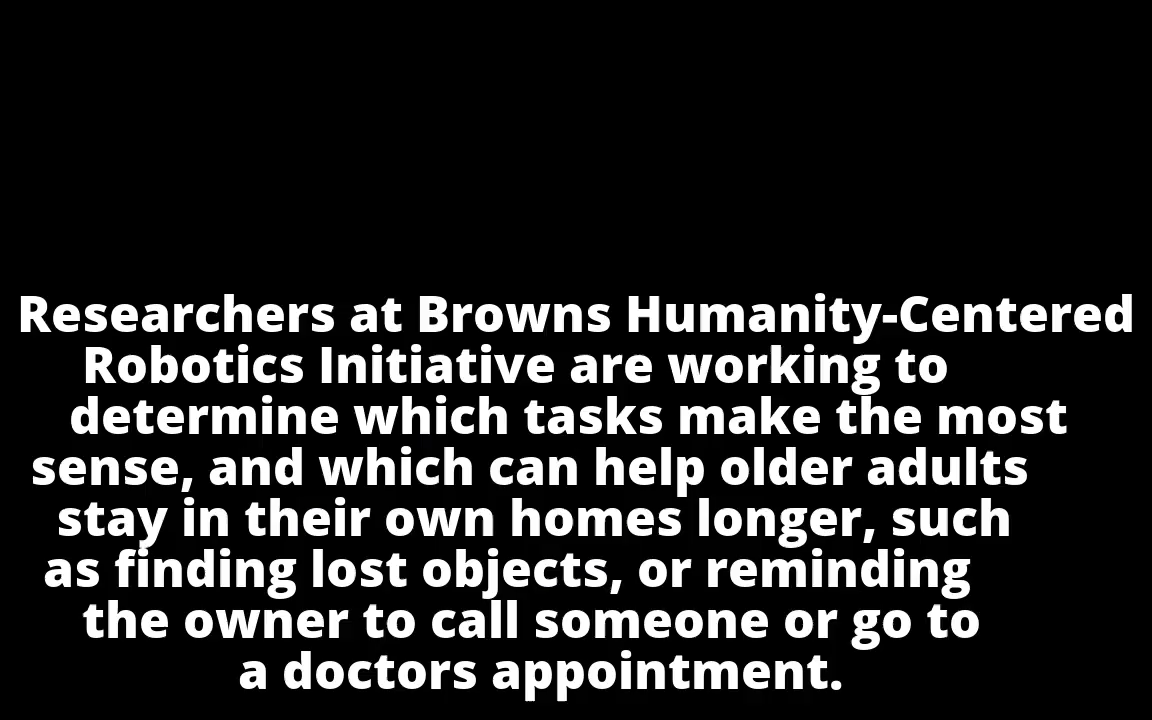 Researchers at Browns Humanity-Centered
Robotics Initiative are working to
determine which tasks make the most
sense, and which can help older adults
stay in their own homes longer, such
as finding lost objects, or reminding
the owner to call someone or go to
a doctors appointment.